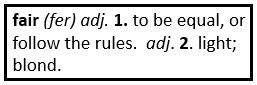 fair (fer) adj. 1. to be equal, or
follow the rules. adj. 2. light;
blond.